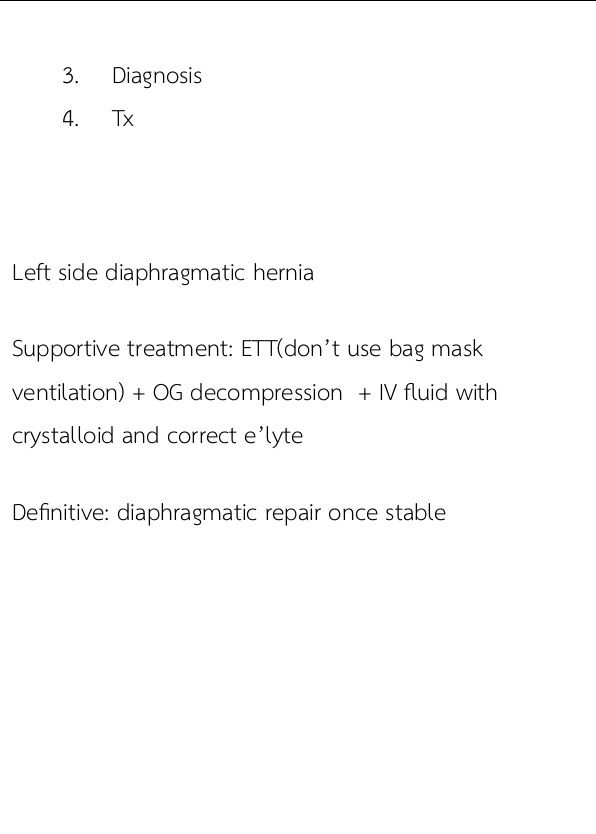 3. Diagnosis
4. Tx
Left side diaphragmatic hernia
Supportive treatment: ETT(don’t use bag mask
ventilation) + OG decompression + IV fluid with
crystalloid and correct e’lyte
Definitive: diaphragmatic repair once stable